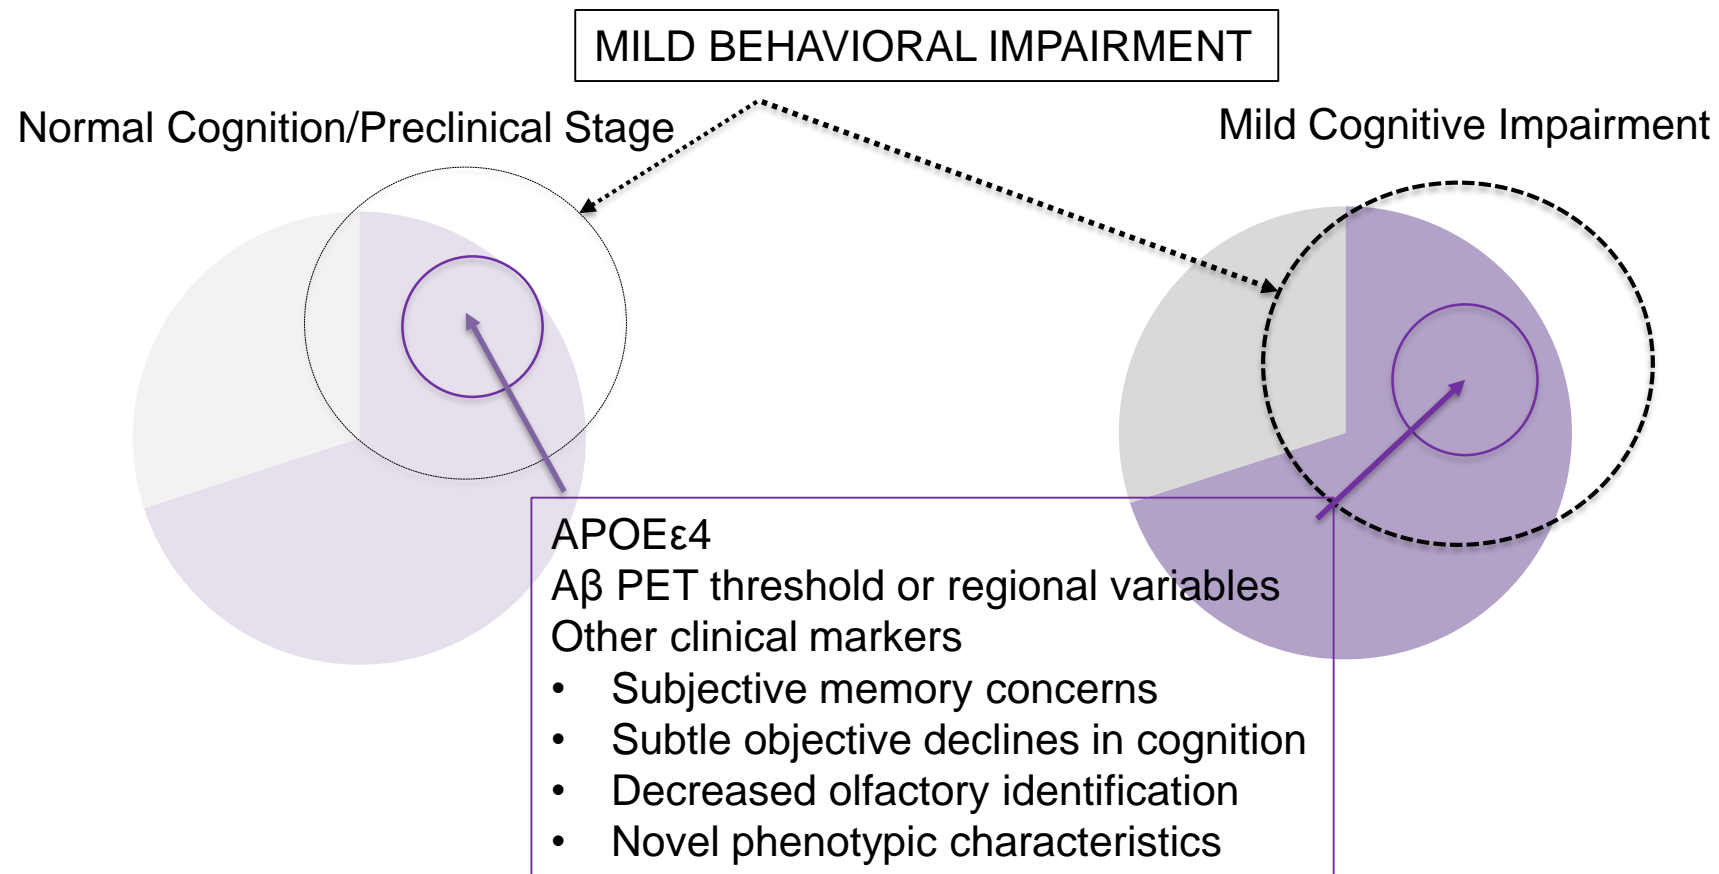 MILD BEHAVIORAL IMPAIRMENT
Normal Cognition/Preclinical Stage
Mild Cognitive Impairment
APOEε4
Aβ PET threshold or regional variables
Other clinical markers
• Subjective memory concerns
• Subtle objective declines in cognition
• Decreased olfactory identification
• Novel phenotypic characteristics